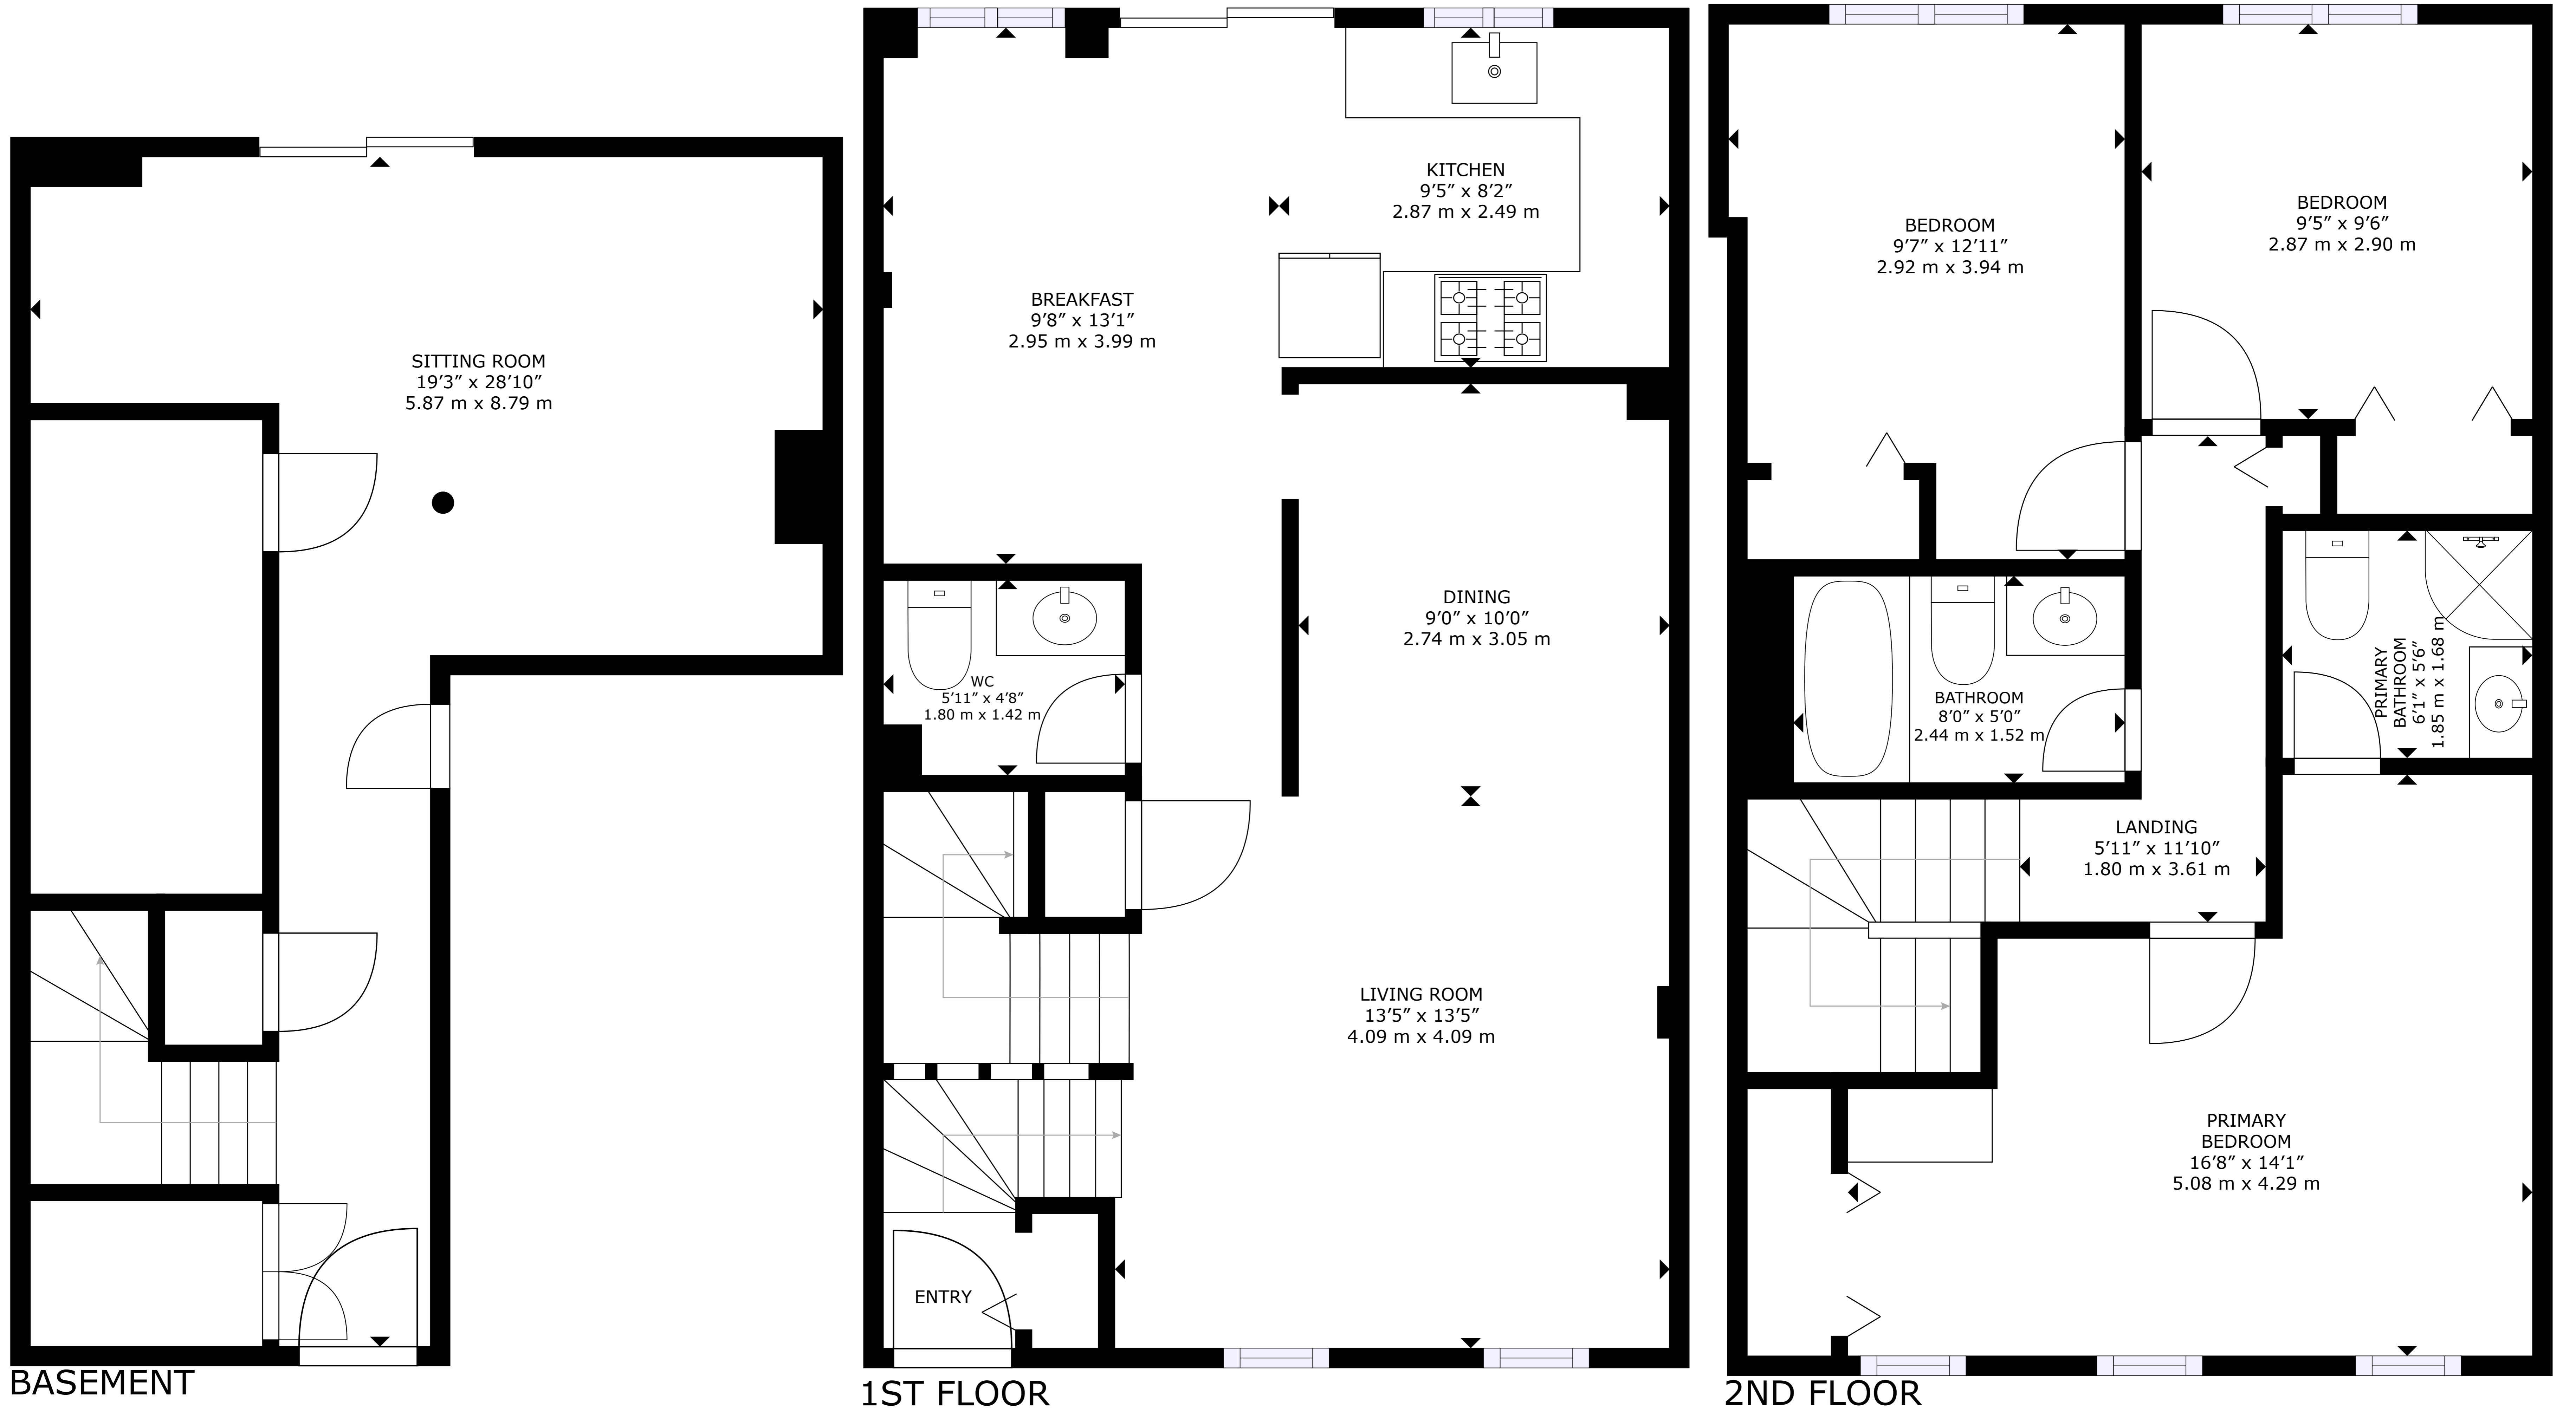 SITTING ROOM
19′3″ x 28′10″
5.87 m x 8.79 m
BASEMENT
KITCHEN
9′5″ x 8′2″
2.87 m x 2.49 m
BREAKFAST
9′8″ x 13′1″
2.95 m x 3.99 m
DINING
9′0″ x 10′0″
2.74 m x 3.05 m
WC
5′11″ x 4′8″
1.80 m x 1.42 m
LIVING ROOM
13′5″ x 13′5″
4.09 m x 4.09 m
ENTRY
1ST FLOOR
BEDROOM
9′7″ x 12′11″
2.92 m x 3.94 m
BEDROOM
9′5″ x 9′6″
2.87 m x 2.90 m
BATHROOM
8′0″ x 5′0″
2.44 m x 1.52 m
PRIMARY
BATHROOM
6′1″ x 5′6″
1.85 m x 1.68 m
LANDING
5′11″ x 11′10″
1.80 m x 3.61 m
PRIMARY
BEDROOM
16′8″ x 14′1″
5.08 m x 4.29 m
2ND FLOOR